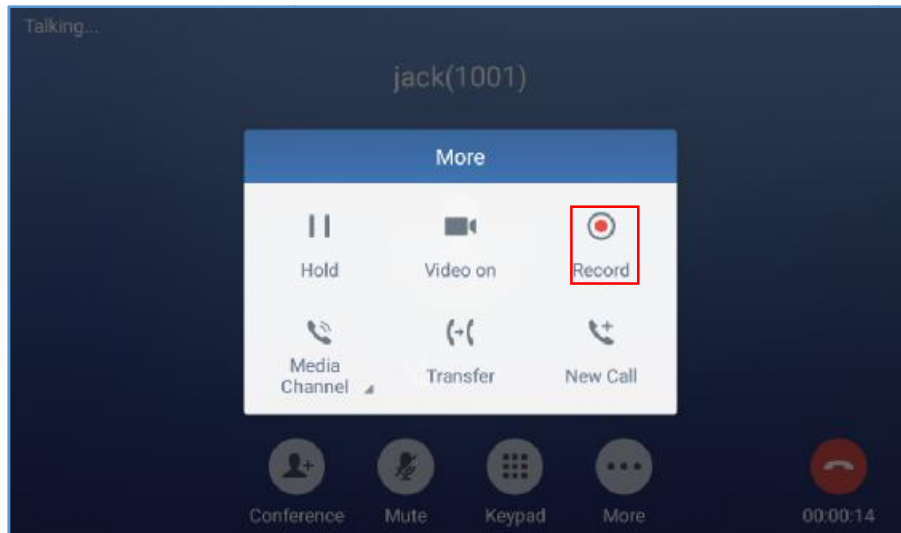 Talking...
jack(1001)
More
Hold
Video on
Record
Media
Channel
Transfer
New Call
Conference
Mute
Keypad
More
00:00:14